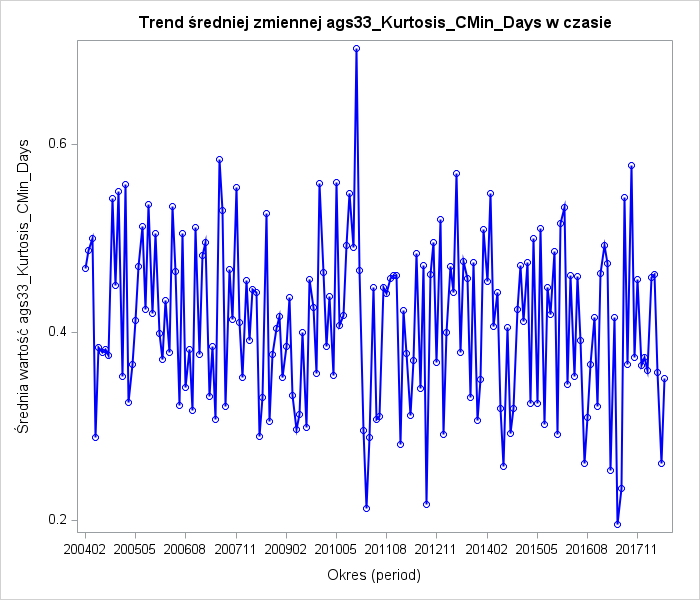 Trend średniej zmiennej ags33_Kurtosis_CMin_Days w czasie
Średnia wartość ags33_Kurtosis_CMin_Days
0.6
0.4
0.2
200402 200505 200608 200711 200902 201005 201108 201211 201402 201505 201608 201711
Okres (period)